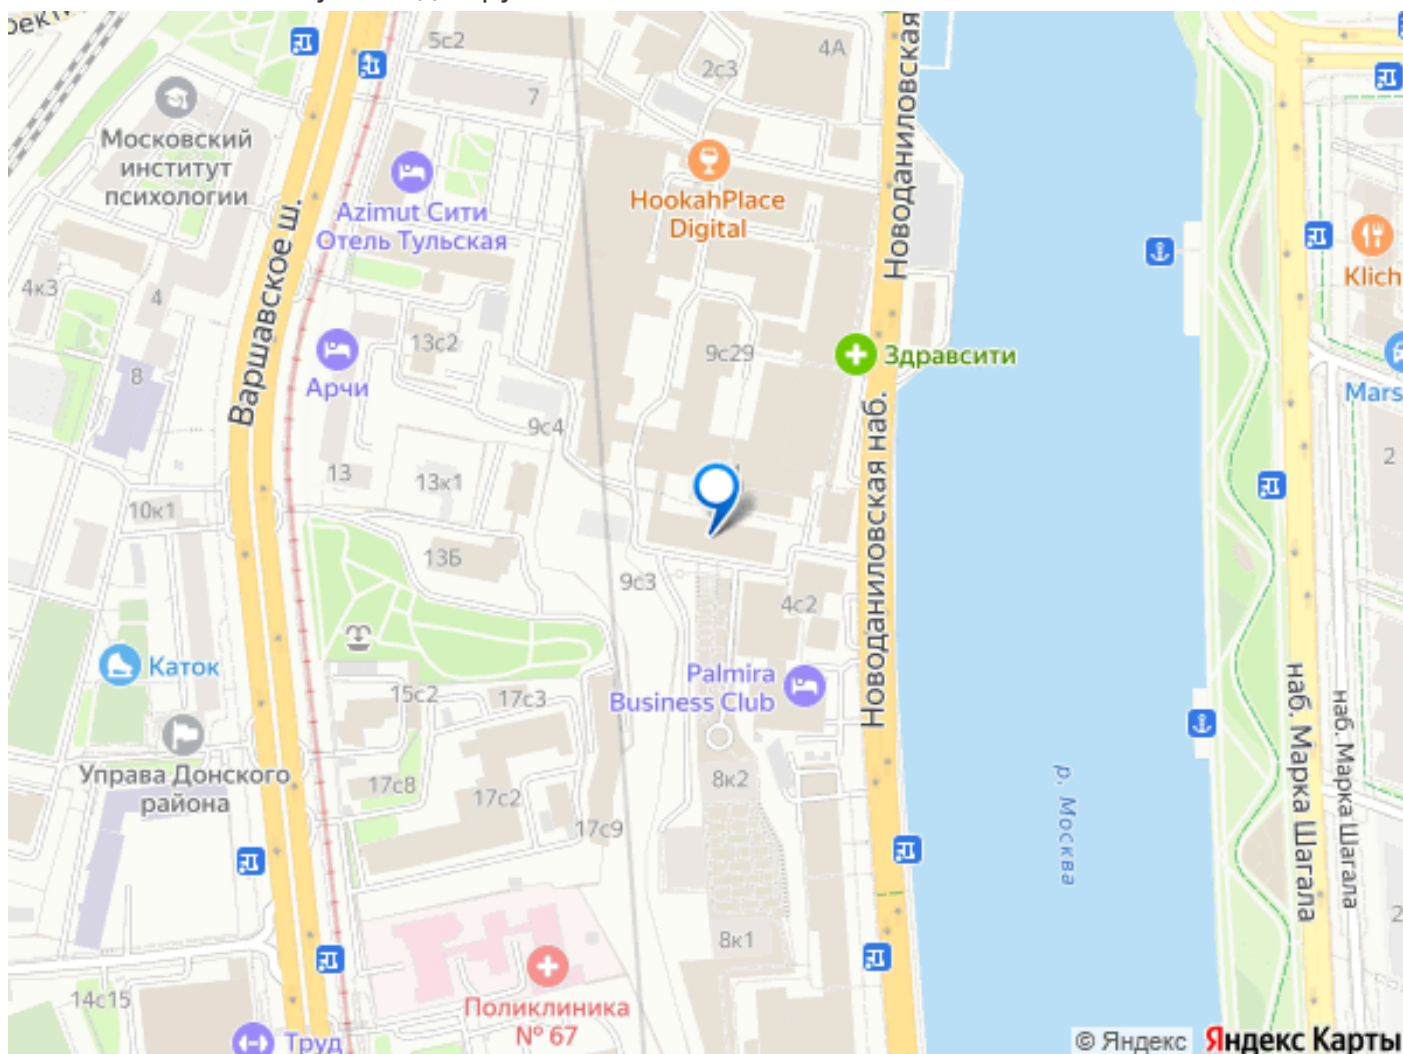 5с2
4А
2с3
7
Московский
институт
психологии
Варшавское ш.
Azimut Сити
Отель Тульская
HookahPlace
Digital
Новоданиловская
4к3
4
Klich
13с2
9с29
Здравсити
8
Арчи
Mars
9с4
2
13
13к1
10к1
Новоданиловская наб.
13Б
9с3
4с2
Каток
Palmira
Business Club
15с2
17с3
Управа Донского
района
17с8
17с2
8к2
17с9
р. Москва
наб. Марка Шагала
наб. Марка Шагала
8к1
2
14с15
Поликлиника
№ 67
Труд
© Яндекс
Яндекс Карты